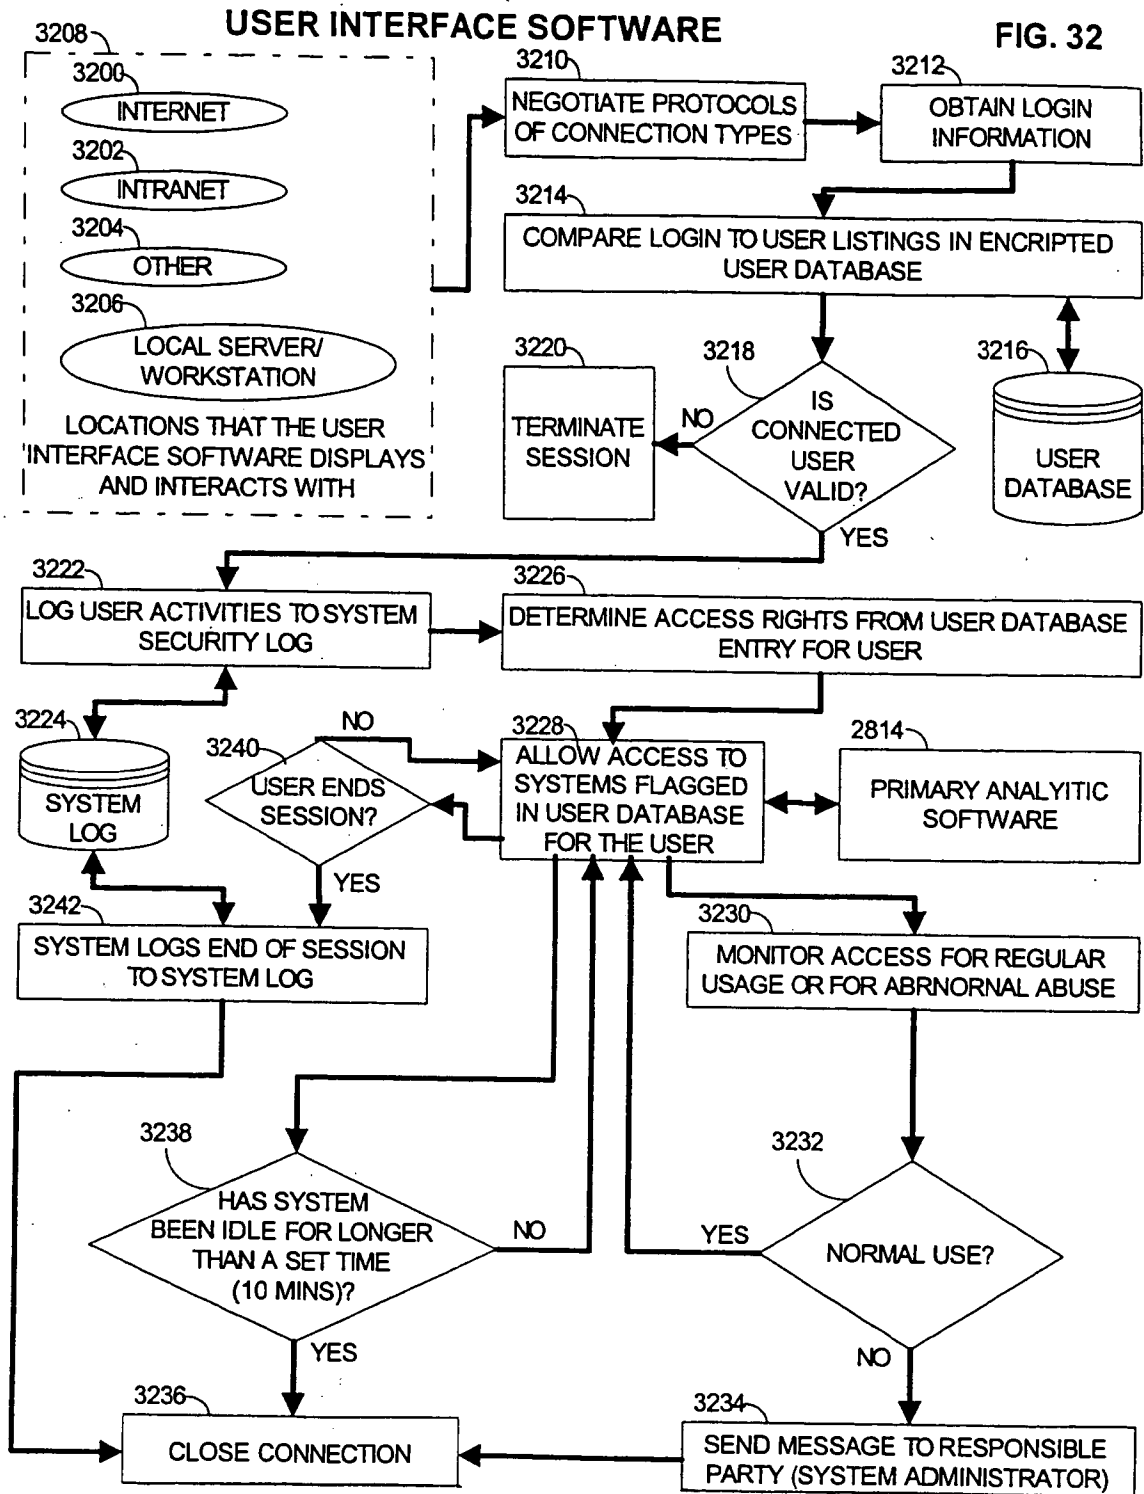 USER INTERFACE SOFTWARE
FIG. 32
3208
3200
INTERNET
3202
INTRANET
3204
OTHER
3206
LOCAL SERVER/
WORKSTATION
LOCATIONS THAT THE USER
INTERFACE SOFTWARE DISPLAYS
AND INTERACTS WITH
3210
NEGOTIATE PROTOCOLS
OF CONNECTION TYPES
3212
OBTAIN LOGIN
INFORMATION
3214
COMPARE LOGIN TO USER LISTINGS IN ENCRIPTED
USER DATABASE
3216
USER
DATABASE
3218
IS
CONNECTED
USER
VALID?
NO
YES
3220
TERMINATE
SESSION
3222
LOG USER ACTIVITIES TO SYSTEM
SECURITY LOG
3226
DETERMINE ACCESS RIGHTS FROM USER DATABASE
ENTRY FOR USER
3224
SYSTEM
LOG
3240
USER ENDS
SESSION?
NO
YES
3228
ALLOW ACCESS TO
SYSTEMS FLAGGED
IN USER DATABASE
FOR THE USER
2814
PRIMARY ANALYITIC
SOFTWARE
3242
SYSTEM LOGS END OF SESSION
TO SYSTEM LOG
3230
MONITOR ACCESS FOR REGULAR
USAGE OR FOR ABRNORNAL ABUSE
3238
HAS SYSTEM
BEEN IDLE FOR LONGER
THAN A SET TIME
(10 MINS)?
NO
YES
3232
NORMAL USE?
YES
NO
3236
CLOSE CONNECTION
3234
SEND MESSAGE TO RESPONSIBLE
PARTY (SYSTEM ADMINISTRATOR)